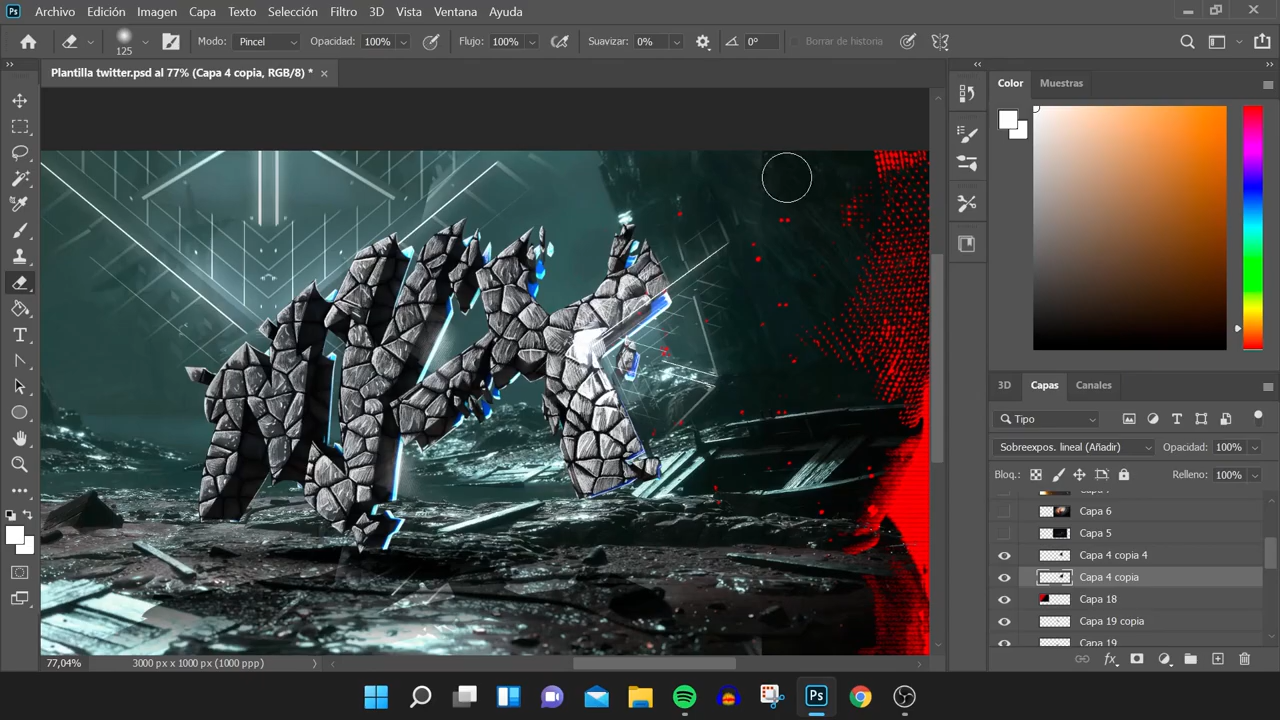 Ps Archivo Edición Imagen Capa Texto Selección Filtro 3D Vista Ventana Ayuda
125 Modo: Pincel Opacidad: 100% Flujo: 100% Suavizar: 0% 0° Borrar de historia
Plantilla twitter.psd al 77% (Capa 4 copia, RGB/8) * ×
Color Muestras
3D Capas Canales
Tipo
Sobreexpos. lineal (Añadir) Opacidad: 100%
Bloq.: Relleno: 100%
Capa 6
Capa 5
Capa 4 copia 4
Capa 4 copia
Capa 18
Capa 19 copia
Capa 19
77,04% 3000 px x 1000 px (1000 ppp)
Ps